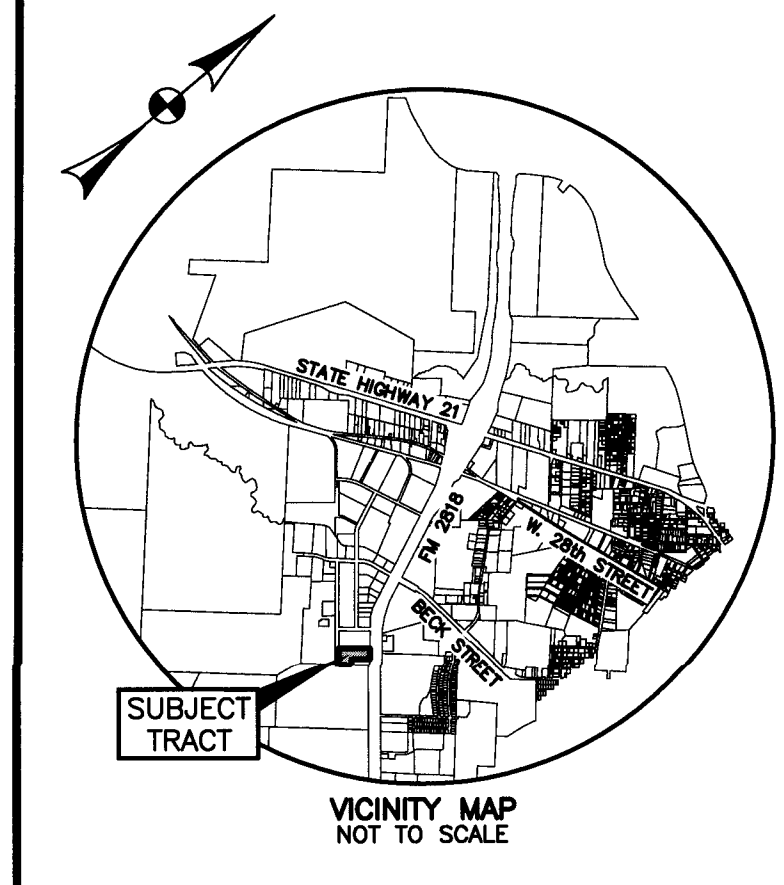 STATE HIGHWAY 21
FM 2818
W. 28th STREET
BECK STREET
SUBJECT
TRACT
VICINITY MAP
NOT TO SCALE